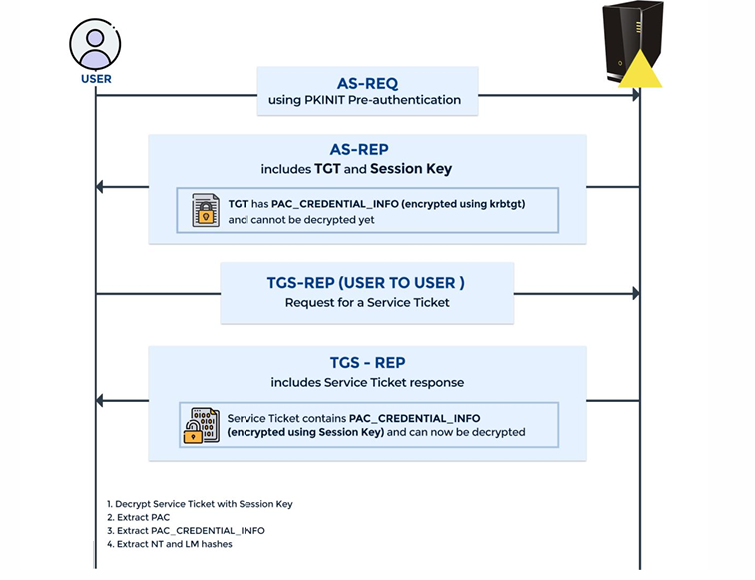 USER
AS-REQ
using PKINIT Pre-authentication
AS-REP
includes TGT and Session Key
TGT has PAC_CREDENTIAL_INFO (encrypted using krbtgt)
and cannot be decrypted yet
TGS-REP (USER TO USER )
Request for a Service Ticket
TGS - REP
includes Service Ticket response
Service Ticket contains PAC_CREDENTIAL_INFO
(encrypted using Session Key) and can now be decrypted
1. Decrypt Service Ticket with Session Key
2. Extract PAC
3. Extract PAC_CREDENTIAL_INFO
4. Extract NT and LM hashes